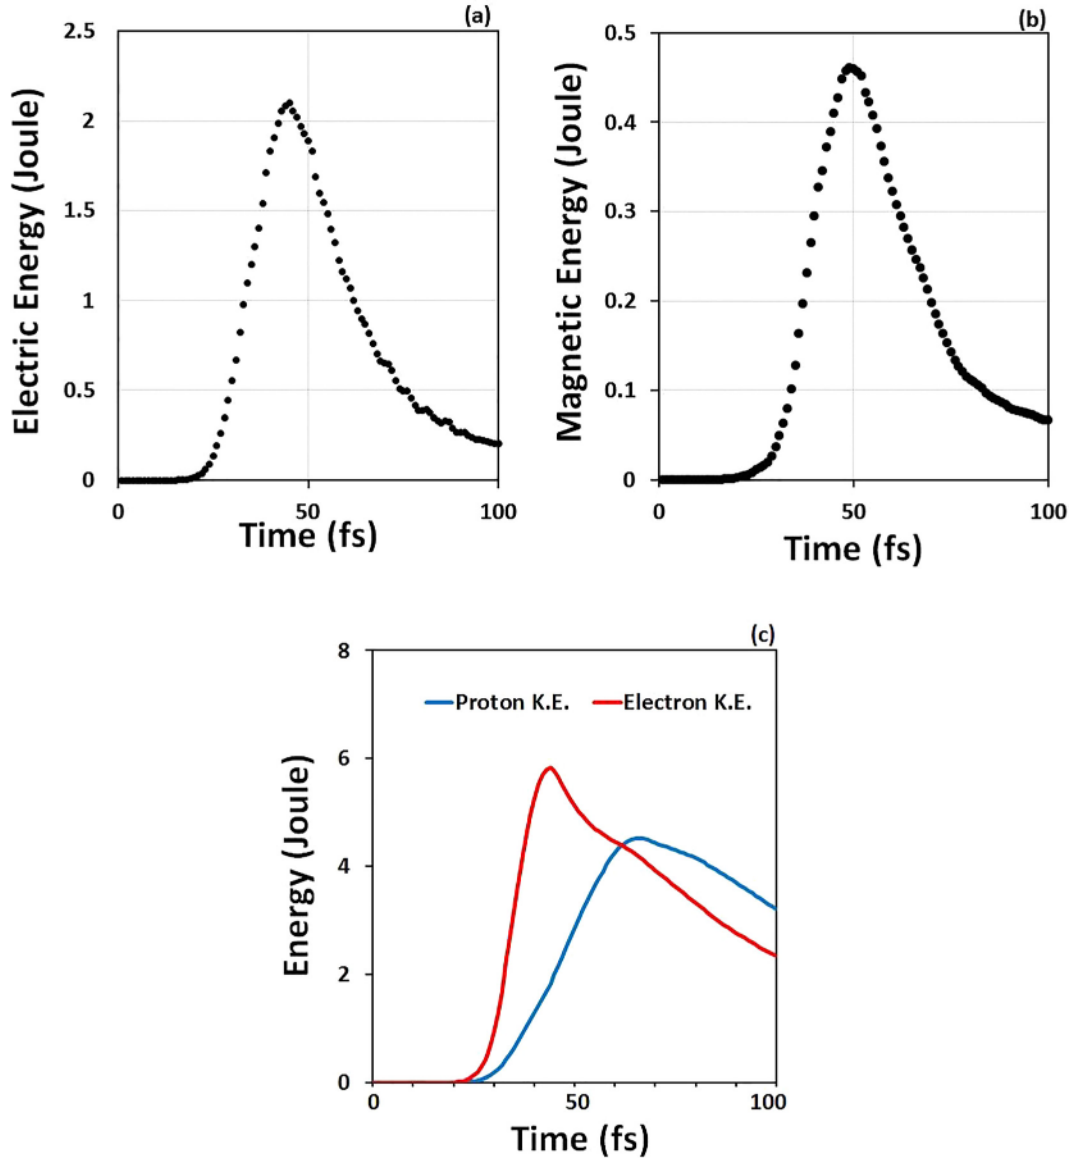 (a)
2.5
2
1.5
1
0.5
0
Electric Energy (Joule)
0 50 100
Time (fs)
(b)
0.5
0.4
0.3
0.2
0.1
0
Magnetic Energy (Joule)
0 50 100
Time (fs)
(c)
8
6
4
2
0
Energy (Joule)
Proton K.E. Electron K.E.
0 50 100
Time (fs)